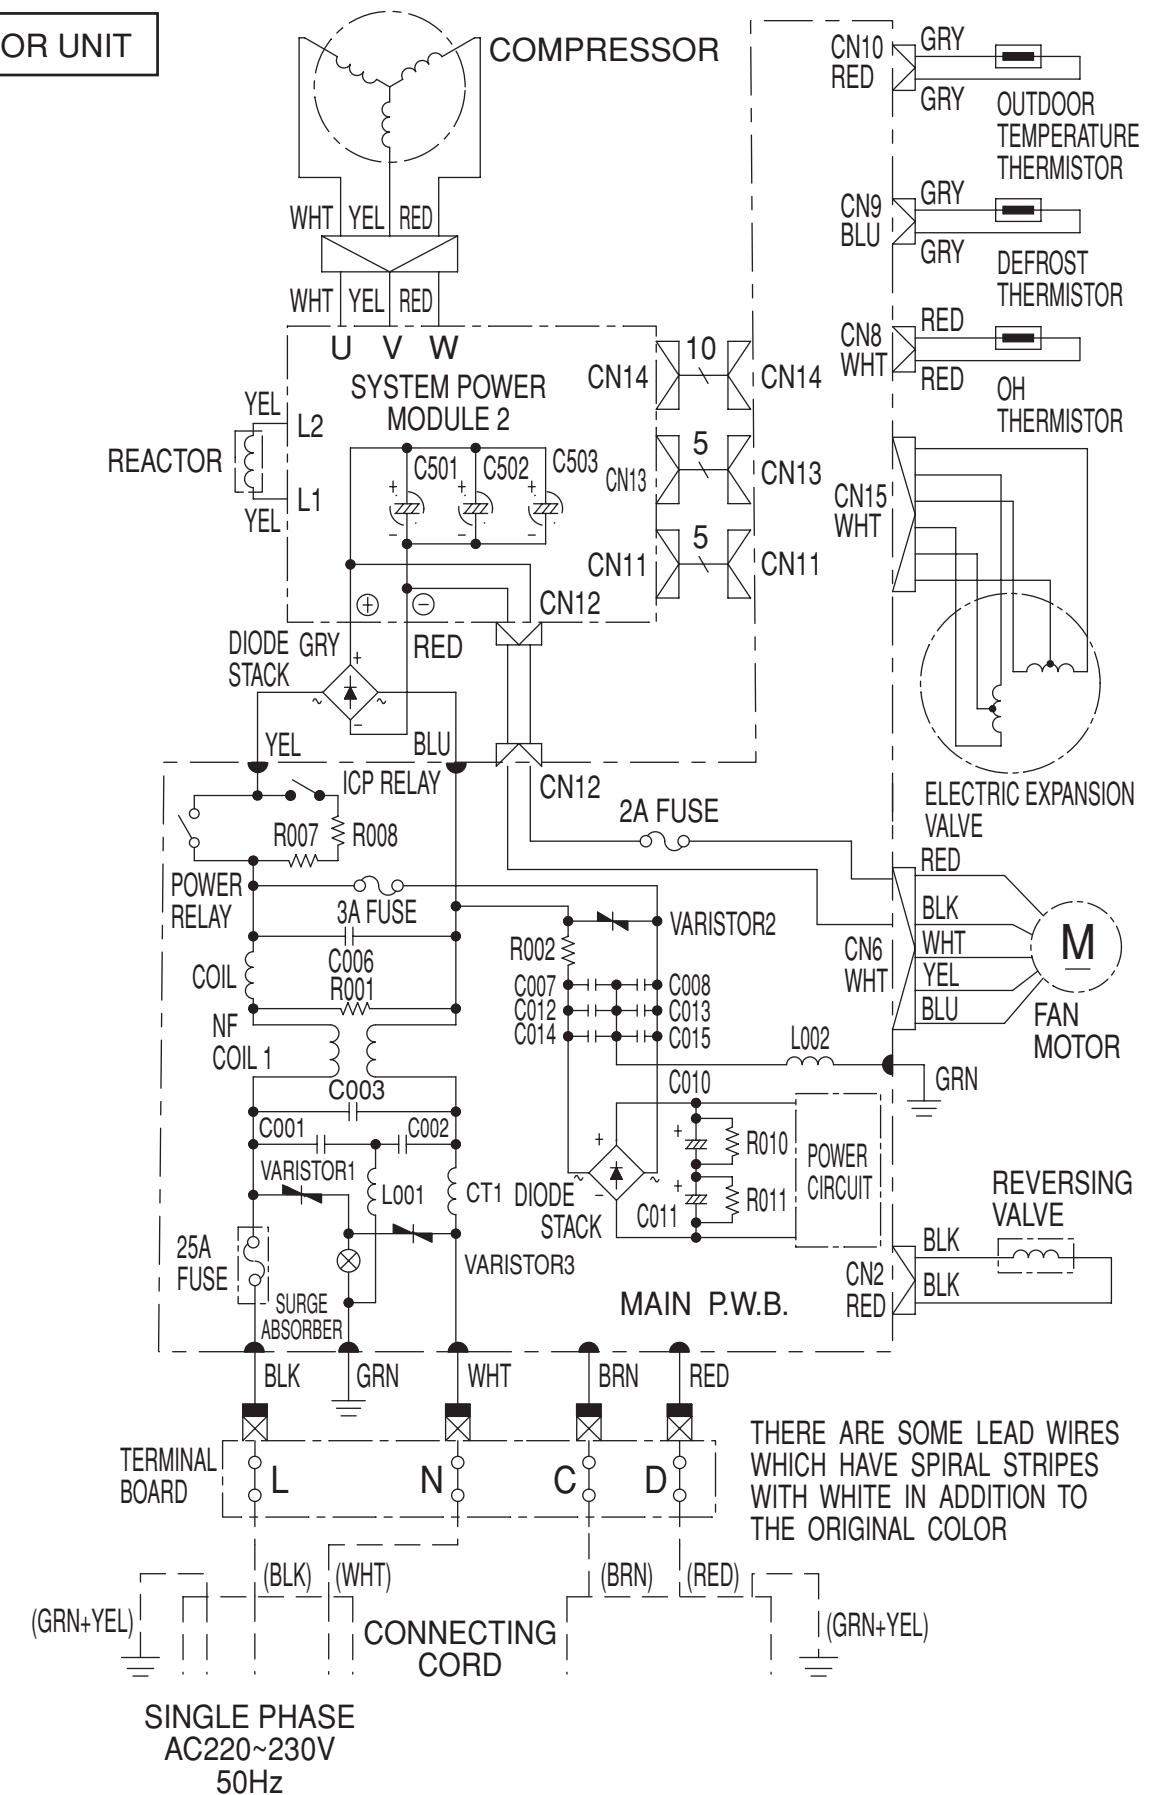 OR UNIT
COMPRESSOR
CN10
RED
GRY
GRY
OUTDOOR
TEMPERATURE
THERMISTOR
WHT YEL RED
WHT YEL RED
CN9
BLU
GRY
GRY
DEFROST
THERMISTOR
CN8
WHT
RED
RED
OH
THERMISTOR
U V W
SYSTEM POWER
MODULE 2
CN14
10
CN14
YEL
L2
REACTOR
L1
YEL
C501
C502
C503
+
+
+
-
-
-
CN13
5
CN13
CN11
5
CN11
CN15
WHT
+
-
CN12
DIODE
STACK
GRY
RED
+
~
~
-
YEL
BLU
ELECTRIC EXPANSION
VALVE
ICP RELAY
CN12
R007
R008
2A FUSE
POWER
RELAY
3A FUSE
VARISTOR2
C006
COIL
R001
R002
C007
C008
C012
C013
C014
C015
CN6
WHT
RED
BLK
WHT
YEL
BLU
M
FAN
MOTOR
NF
COIL 1
L002
GRN
C003
C010
C001
C002
+
R010
POWER
CIRCUIT
VARISTOR1
L001
CT1
+
~
~
-
DIODE
STACK
+
C011
R011
REVERSING
VALVE
25A
FUSE
VARISTOR3
SURGE
ABSORBER
MAIN P.W.B.
CN2
RED
BLK
BLK
BLK
GRN
WHT
BRN
RED
TERMINAL
BOARD
L
N
C
D
THERE ARE SOME LEAD WIRES
WHICH HAVE SPIRAL STRIPES
WITH WHITE IN ADDITION TO
THE ORIGINAL COLOR
(BLK)
(WHT)
(BRN)
(RED)
(GRN+YEL)
CONNECTING
CORD
(GRN+YEL)
SINGLE PHASE
AC220~230V
50Hz